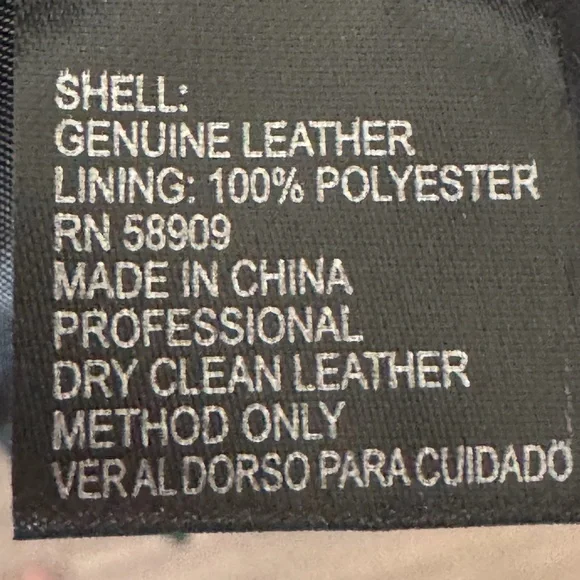 SHELL:
GENUINE LEATHER
LINING: 100% POLYESTER
RN 58909
MADE IN CHINA
PROFESSIONAL
DRY CLEAN LEATHER
METHOD ONLY
VER AL DORSO PARA CUIDADO